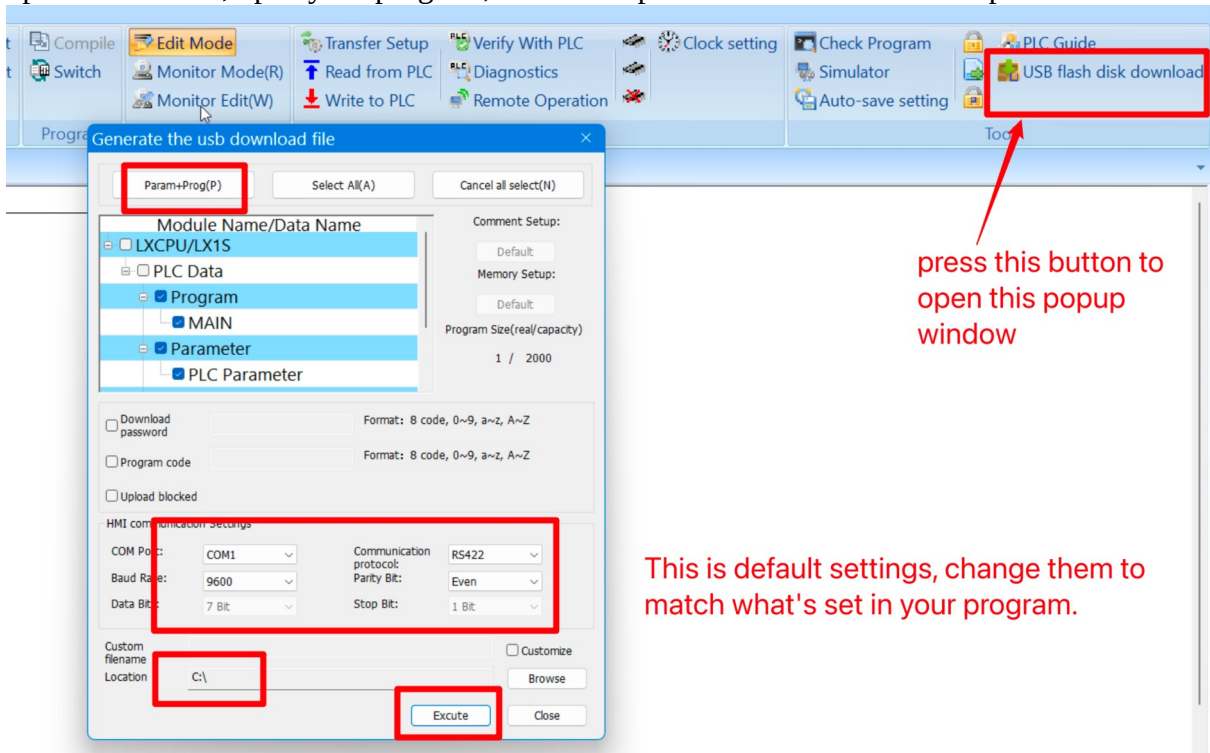 t Compile Edit Mode Transfer Setup Verify With PLC Clock setting Check Program PLC Guide
t Switch Monitor Mode(R) Read from PLC Diagnostics Simulator USB flash disk download
Monitor Edit(W) Write to PLC Remote Operation Auto-save setting
Progra
Generate the usb download file
Param+Prog(P) Select All(A) Cancel all select(N)
Module Name/Data Name Comment Setup:
LXCPU/LX1S Default
PLC Data Memory Setup:
Program Default
MAIN Program Size(real/capacity)
Parameter 1 / 2000
PLC Parameter
press this button to
open this popup
window
Download
password
Format: 8 code, 0~9, a~z, A~Z
Program code Format: 8 code, 0~9, a~z, A~Z
Upload blocked
HMI communication Settings
COM Port: COM1 Communication
protocol: RS422
Baud Rate: 9600 Parity Bit: Even
Data Bit: 7 Bit Stop Bit: 1 Bit
This is default settings, change them to
match what's set in your program.
Custom
filename
Customize
Location C:\ Browse
Excute Close